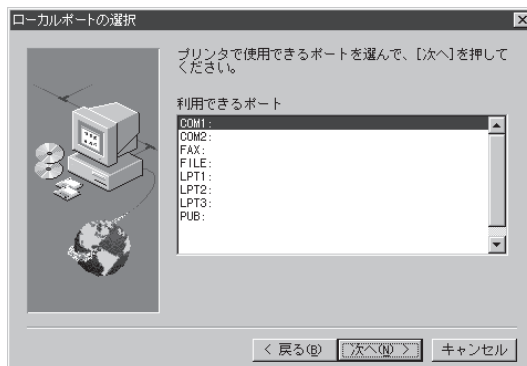 ローカルポートの選択
プリンタで使用できるポートを選んで、[次へ]を押して
ください。
利用できるポート
COM1:
COM2:
FAX:
FILE:
LPT1:
LPT2:
LPT3:
PUB:
< 戻る(B)
次へ(N) >
キャンセル